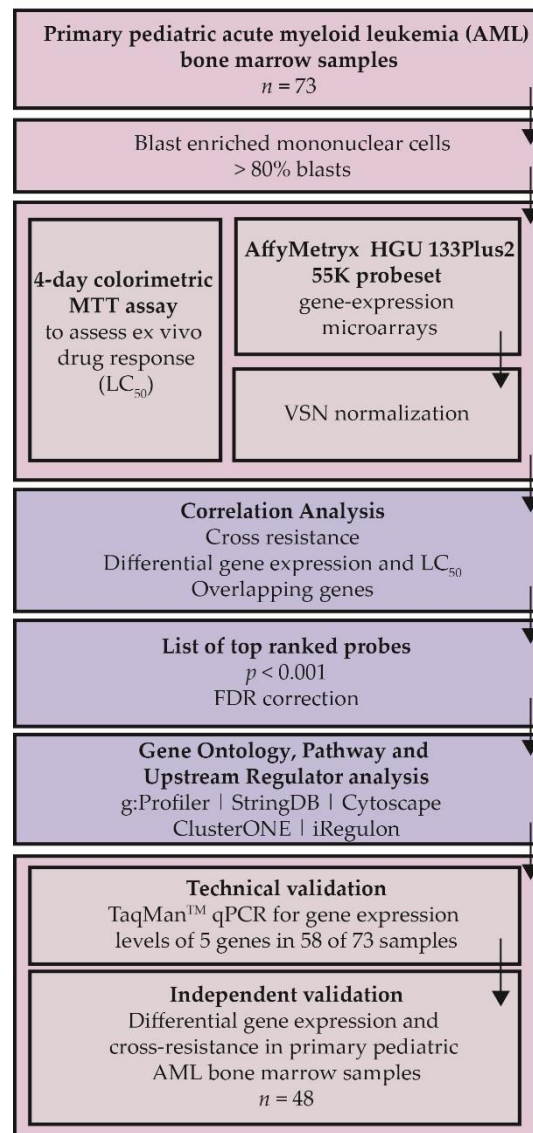 Primary pediatric acute myeloid leukemia (AML)
bone marrow samples
n = 73
Blast enriched mononuclear cells
> 80% blasts
4-day colorimetric
MTT assay
to assess ex vivo
drug response
(LC₅₀)
AffyMetryx HGU 133Plus2
55K probeset
gene-expression
microarrays
VSN normalization
Correlation Analysis
Cross resistance
Differential gene expression and LC₅₀
Overlapping genes
List of top ranked probes
p < 0.001
FDR correction
Gene Ontology, Pathway and
Upstream Regulator analysis
g:Profiler | StringDB | Cytoscape
ClusterONE | iRegulon
Technical validation
TaqMan™ qPCR for gene expression
levels of 5 genes in 58 of 73 samples
Independent validation
Differential gene expression and
cross-resistance in primary pediatric
AML bone marrow samples
n = 48